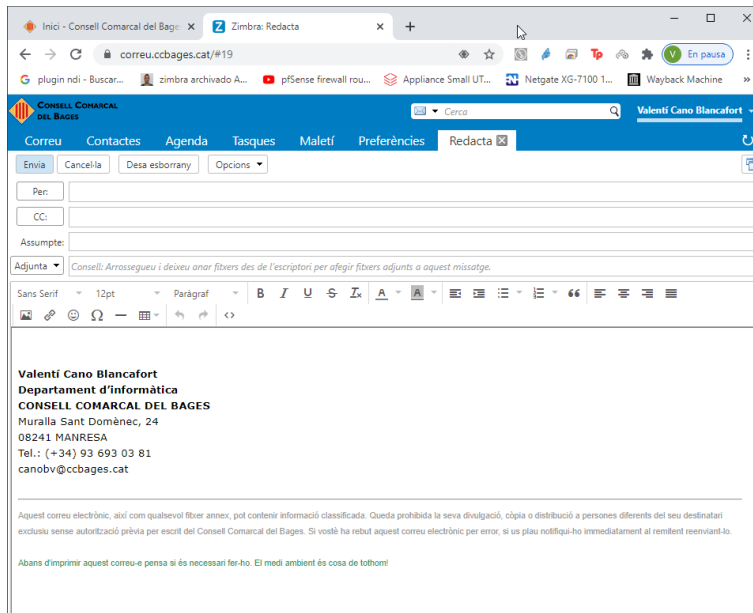 Inici - Consell Comarcal del Bage
Zimbra: Redacta
correu.ccbages.cat/#19
V En pausa
plugin ndi - Buscar...
zimbra archivado A...
pfSense firewall rou...
Appliance Small UT...
Netgate XG-7100 1...
Wayback Machine
»
CONSELL COMARCAL
DEL BAGES
Cerca
Valentí Cano Blancafort
Correu
Contactes
Agenda
Tasques
Maletí
Preferències
Redacta
Envia
Cancel·la
Desa esborrany
Opcions
Per:
CC:
Assumpte:
Adjunta
Consell: Arrossegueu i deixeu anar fitxers des de l'escriptori per afegir fitxers adjunts a aquest missatge.
Sans Serif
12pt
Paràgraf
B I U S Ix A A
Valentí Cano Blancafort
Departament d'informàtica
CONSELL COMARCAL DEL BAGES
Muralla Sant Domènec, 24
08241 MANRESA
Tel.: (+34) 93 693 03 81
canobv@ccbages.cat
Aquest correu electrònic, així com qualsevol fitxer annex, pot contenir informació classificada. Queda prohibida la seva divulgació, còpia o distribució a persones diferents del seu destinatari
exclusiu sense autorització prèvia per escrit del Consell Comarcal del Bages. Si vostè ha rebut aquest correu electrònic per error, si us plau notifiqui-ho immediatament al remitent reenviant-lo.
Abans d'imprimir aquest correu-e pensa si és necessari fer-ho. El medi ambient és cosa de tothom!